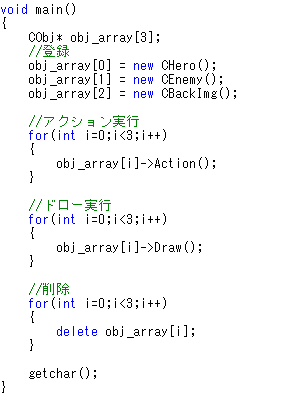 void main()
{
    CObj* obj_array[3];
    //登録
    obj_array[0] = new CHero();
    obj_array[1] = new CEnemy();
    obj_array[2] = new CBackImg();

    //アクション実行
    for(int i=0;i<3;i++)
    {
        obj_array[i]->Action();
    }

    //ドロー実行
    for(int i=0;i<3;i++)
    {
        obj_array[i]->Draw();
    }

    //削除
    for(int i=0;i<3;i++)
    {
        delete obj_array[i];
    }

    getchar();
}